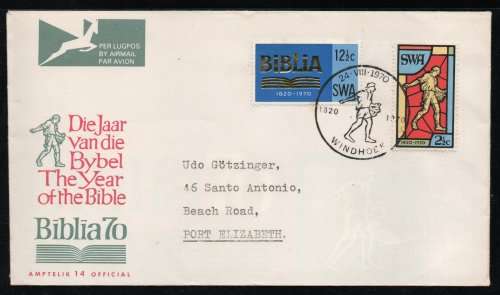 PER LUGPOS
BY AIRMAIL
PAR AVION
BIBLIA 12½c
1820-1970
SWA
SWA
1820-1970
2½c
24-VIII-1970
1820 1970
WINDHOEK
Die Jaar
van die
Bybel
The Year
of the Bible
Biblia 70
AMPTELIK 14 OFFICIAL
Udo Götzinger,
46 Santo Antonio,
Beach Road,
PORT ELIZABETH.